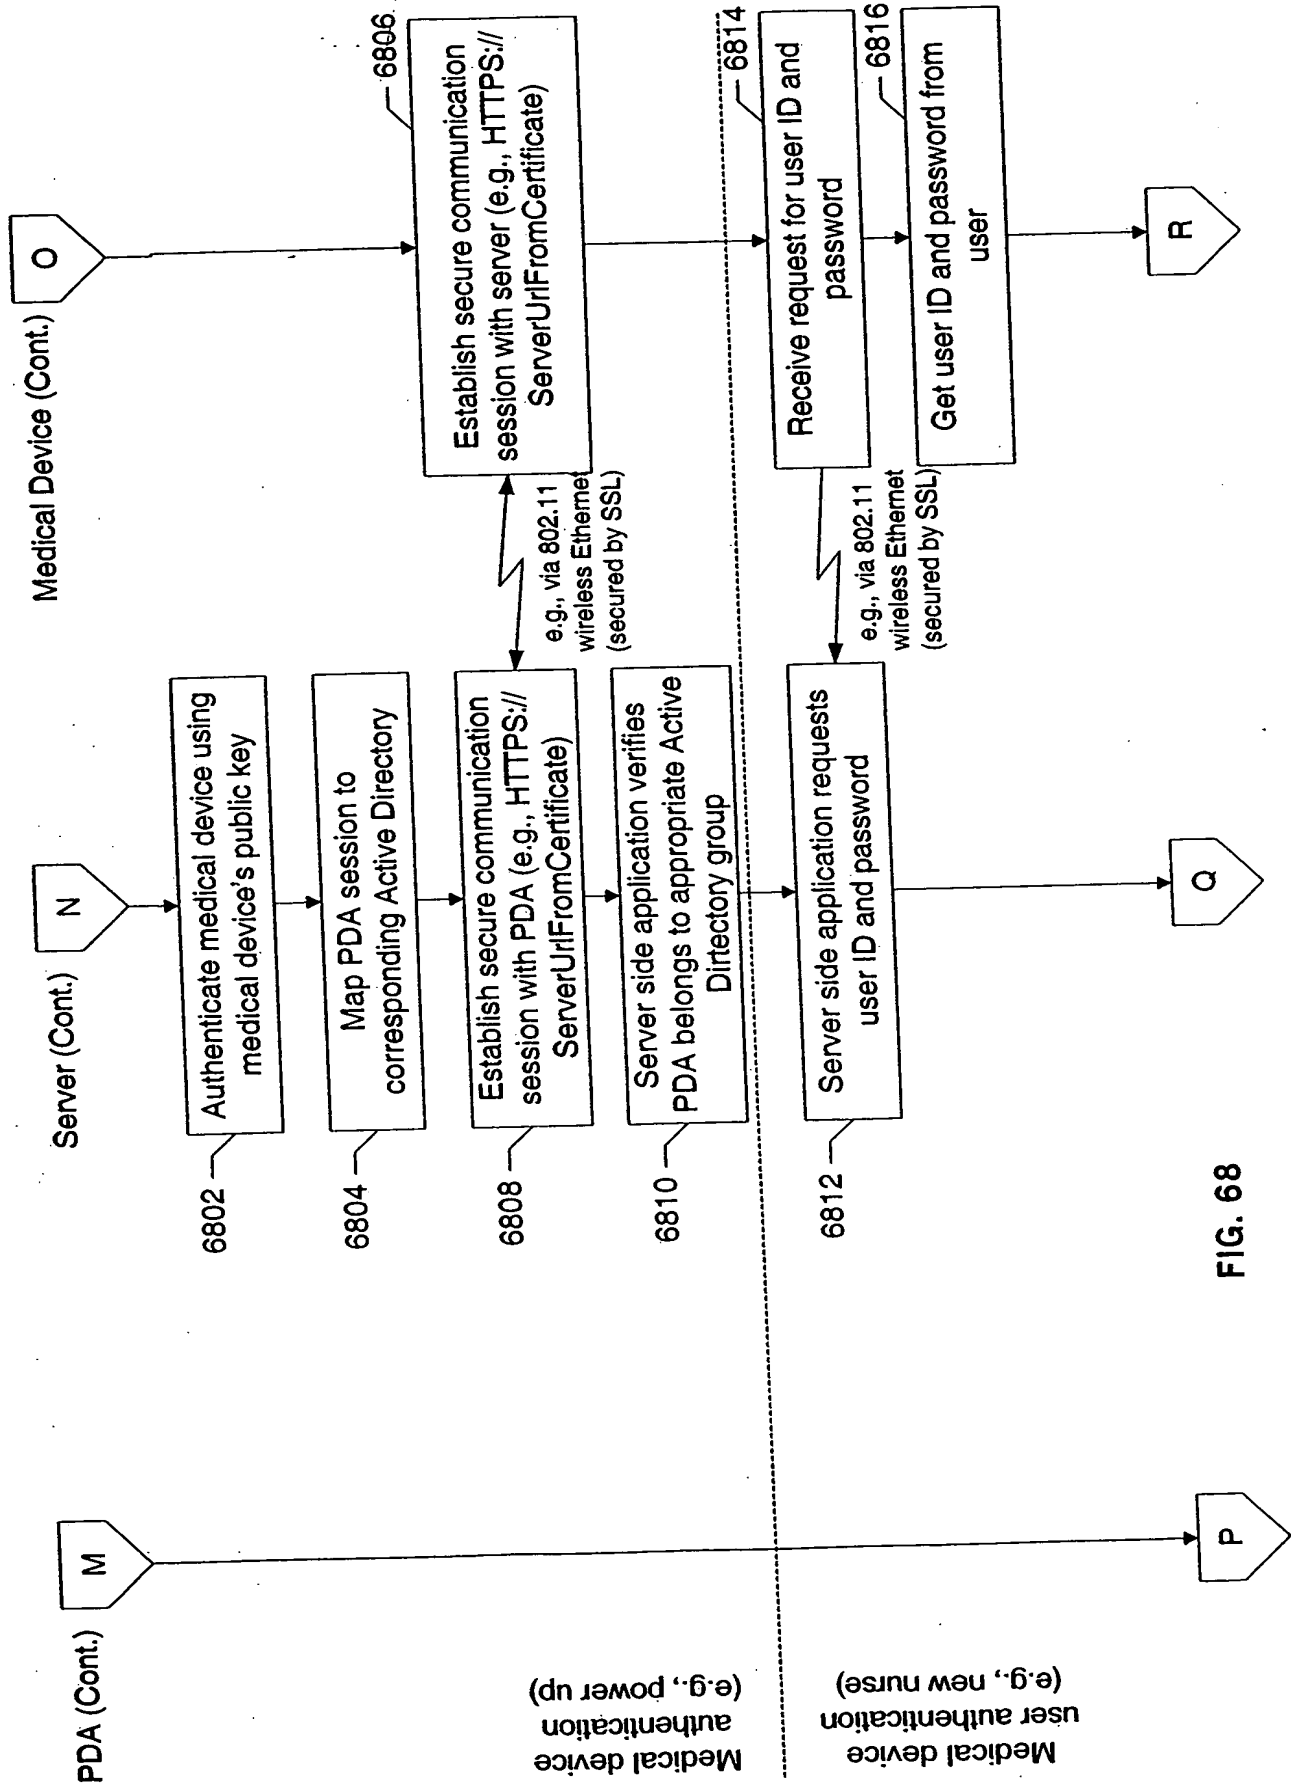 PDA (Cont.)
Server (Cont.)
Medical Device (Cont.)
M
N
O
6802
Authenticate medical device using
medical device's public key
6804
Map PDA session to
corresponding Active Directory
6806
Establish secure communication
session with server (e.g., HTTPS://
ServerUrlFromCertificate)
6808
Establish secure communication
session with PDA (e.g., HTTPS://
ServerUrlFromCertificate)
e.g., via 802.11
wireless Ethernet
(secured by SSL)
6810
Server side application verifies
PDA belongs to appropriate Active
Dirtectory group
Medical device
authentication
(e.g., power up)
Medical device
user authentication
(e.g., new nurse)
6812
Server side application requests
user ID and password
6814
Receive request for user ID and
password
e.g., via 802.11
wireless Ethernet
(secured by SSL)
6816
Get user ID and password from
user
P
Q
R
FIG. 68